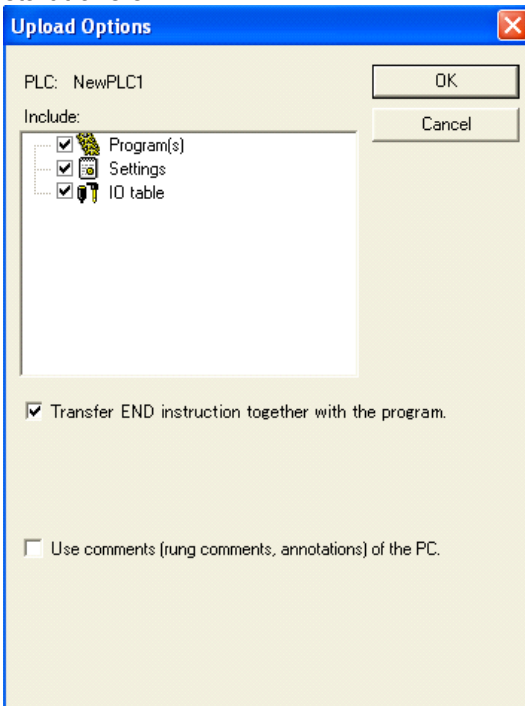 Upload Options
PLC: NewPLC1
OK
Include:
Cancel
Program(s)
Settings
IO table
Transfer END instruction together with the program.
Use comments (rung comments, annotations) of the PC.